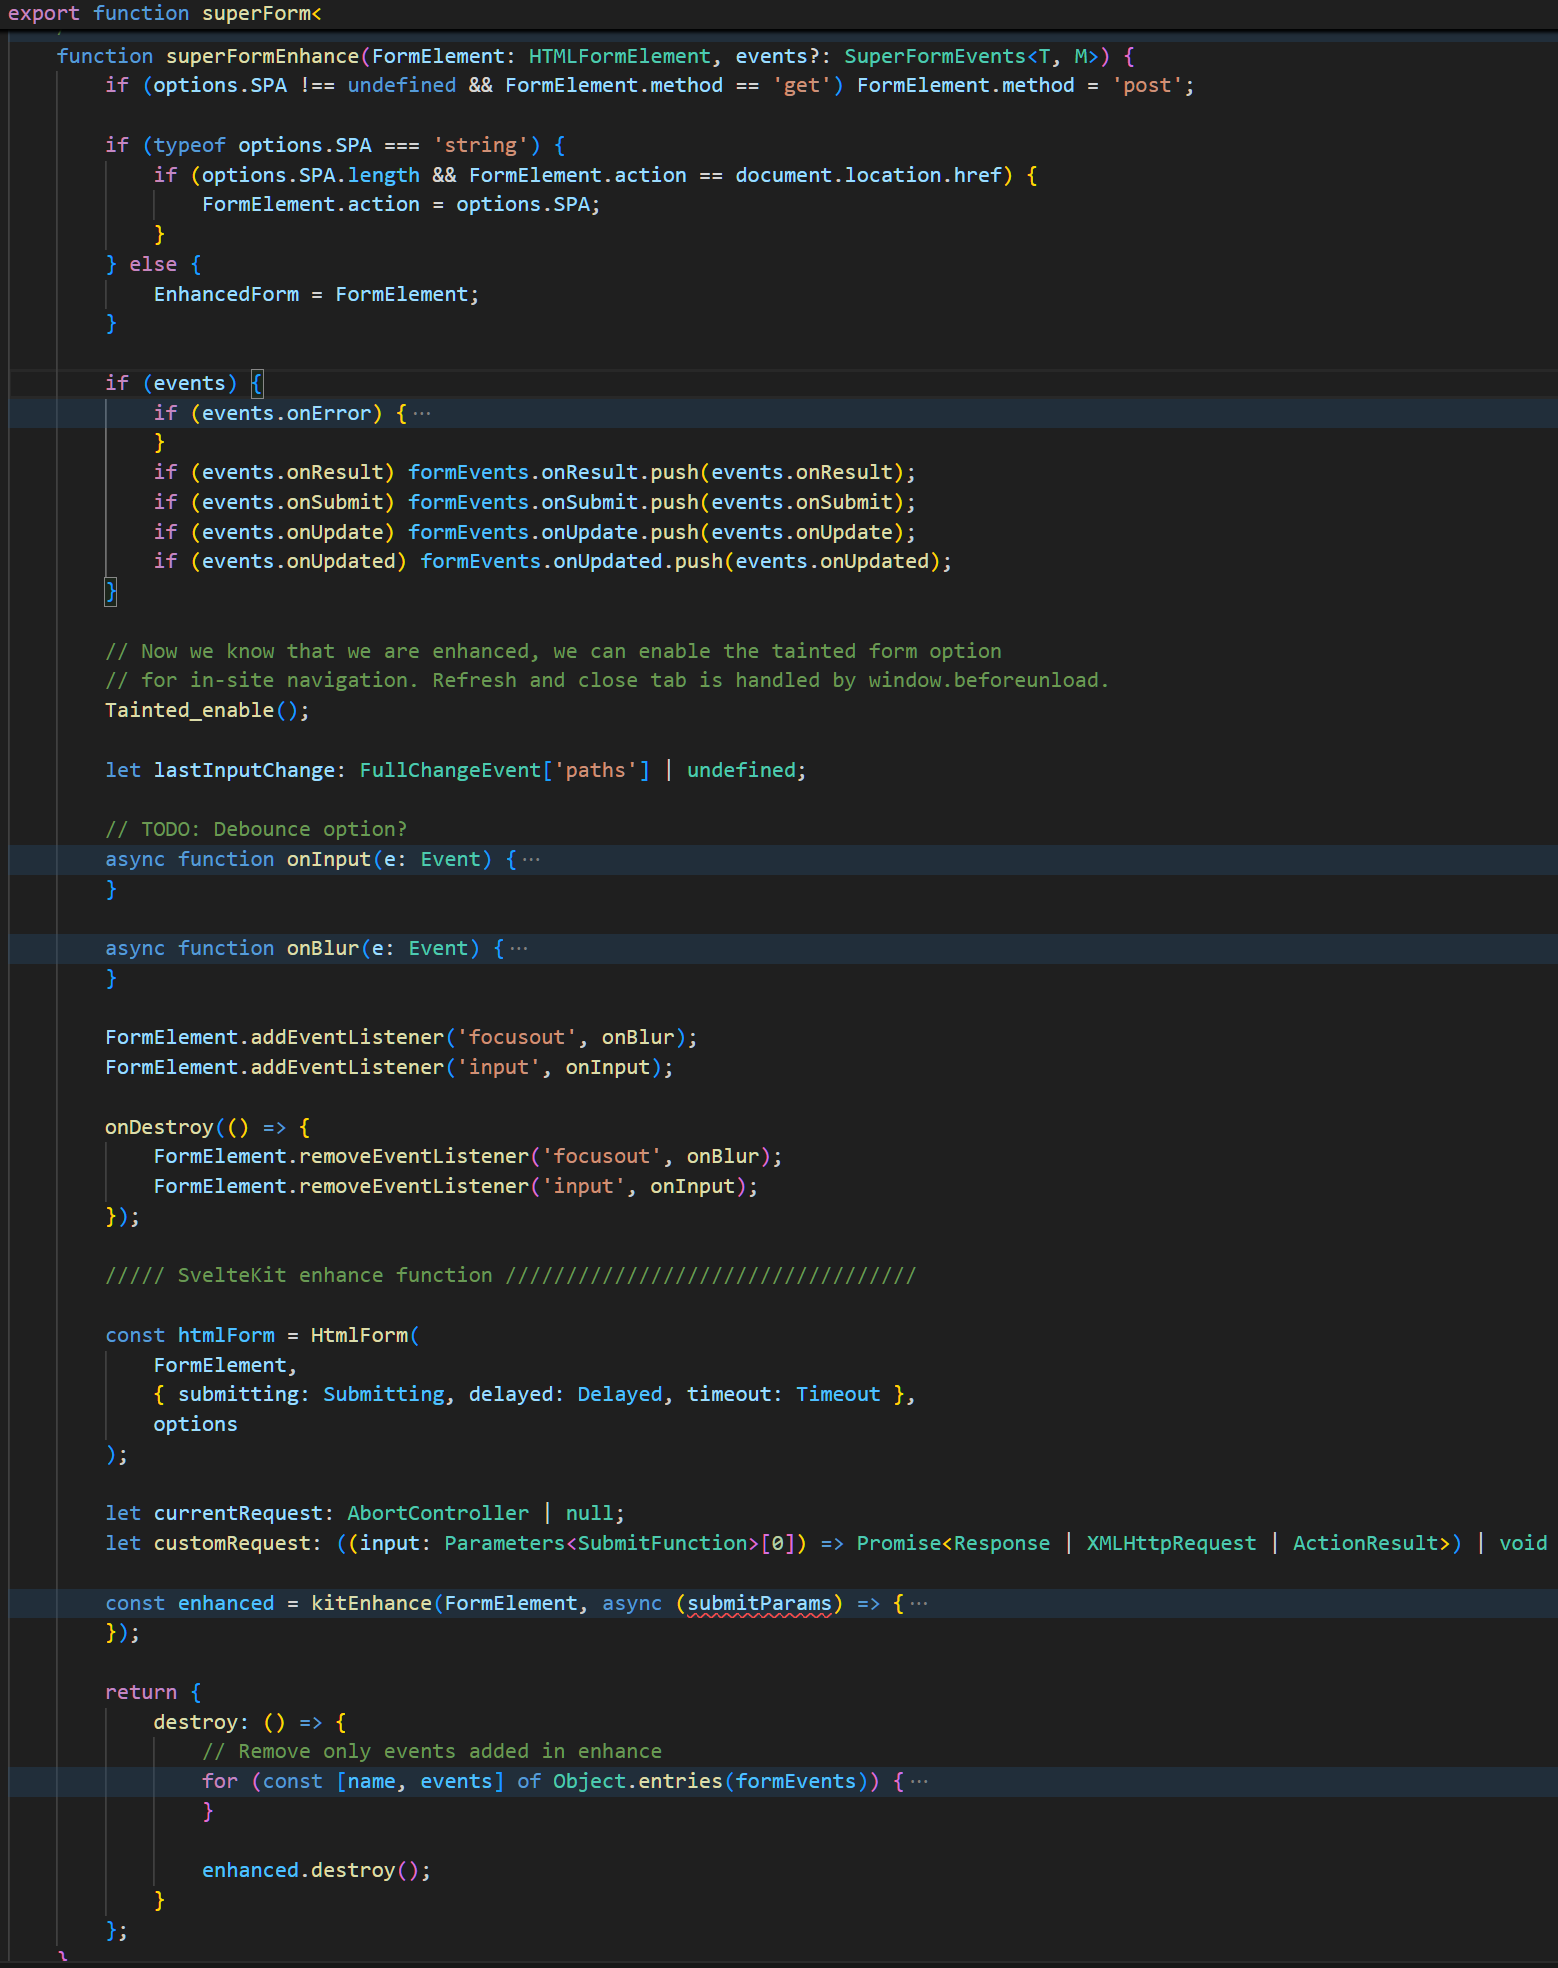 export function superForm<
function superFormEnhance(FormElement: HTMLFormElement, events?: SuperFormEvents<T, M>) {
if (options.SPA !== undefined && FormElement.method == 'get') FormElement.method = 'post';
if (typeof options.SPA === 'string') {
if (options.SPA.length && FormElement.action == document.location.href) {
FormElement.action = options.SPA;
}
} else {
EnhancedForm = FormElement;
}
if (events) {
if (events.onError) {···
}
if (events.onResult) formEvents.onResult.push(events.onResult);
if (events.onSubmit) formEvents.onSubmit.push(events.onSubmit);
if (events.onUpdate) formEvents.onUpdate.push(events.onUpdate);
if (events.onUpdated) formEvents.onUpdated.push(events.onUpdated);
}
// Now we know that we are enhanced, we can enable the tainted form option
// for in-site navigation. Refresh and close tab is handled by window.beforeunload.
Tainted_enable();
let lastInputChange: FullChangeEvent['paths'] | undefined;
// TODO: Debounce option?
async function onInput(e: Event) {···
}
async function onBlur(e: Event) {···
}
FormElement.addEventListener('focusout', onBlur);
FormElement.addEventListener('input', onInput);
onDestroy(() => {
FormElement.removeEventListener('focusout', onBlur);
FormElement.removeEventListener('input', onInput);
});
///// SvelteKit enhance function //////////////////////////////////
const htmlForm = HtmlForm(
FormElement,
{ submitting: Submitting, delayed: Delayed, timeout: Timeout },
options
);
let currentRequest: AbortController | null;
let customRequest: ((input: Parameters<SubmitFunction>[0]) => Promise<Response | XMLHttpRequest | ActionResult>) | void
const enhanced = kitEnhance(FormElement, async (submitParams) => {···
});
return {
destroy: () => {
// Remove only events added in enhance
for (const [name, events] of Object.entries(formEvents)) {···
}
enhanced.destroy();
}
};
}